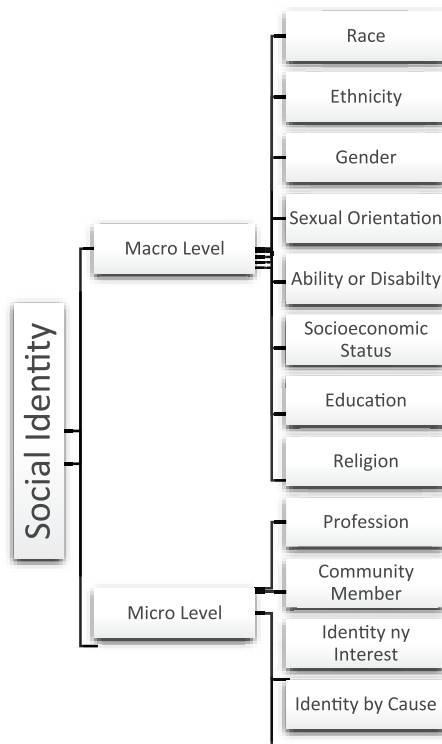 Social Identity
Macro Level
Race
Ethnicity
Gender
Sexual Orientation
Ability or Disabilty
Socioeconomic
Status
Education
Religion
Micro Level
Profession
Community
Member
Identity ny
Interest
Identity by Cause